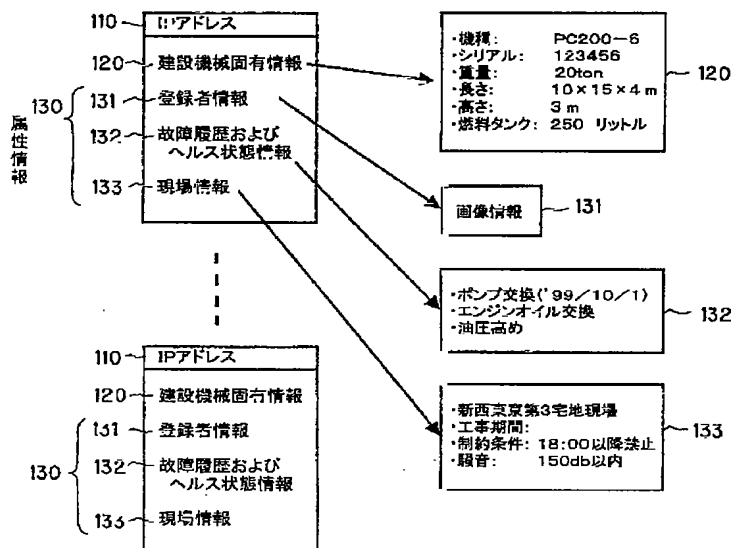 110 IPアドレス
120 建設機械固有情報
属性情報
130
131 登録者情報
132 故障履歴および
ヘルス状態情報
133 現場情報
・機種: PC200-6
・シリアル: 123456
・重量: 20ton
・長さ: 10×15×4m
・高さ: 3m
・燃料タンク: 250 リットル
120
画像情報 131
・ポンプ交換('99/10/1)
・エンジンオイル交換
・油圧高め
132
・新西東京第3宅地現場
・工事期間:
・制約条件: 18:00以降禁止
・騒音: 150db以内
133
110 IPアドレス
120 建設機械固有情報
130
131 登録者情報
132 故障履歴および
ヘルス状態情報
133 現場情報